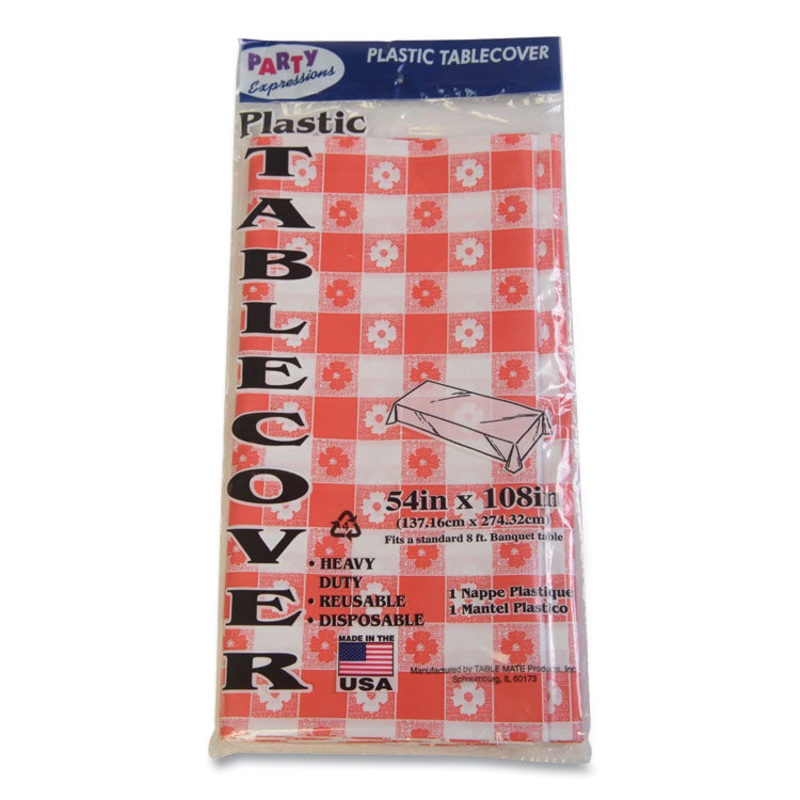 PARTY
Expressions
PLASTIC TABLECOVER
Plastic
TABLECOVER
54in x 108in
(137.16cm x 274.32cm)
Fits a standard 8 ft. Banquet table
4
• HEAVY
DUTY
• REUSABLE
• DISPOSABLE
1 Nappe Plastique
1 Mantel Plastico
MADE IN THE
USA
Manufactured by TABLE MATE Products, Inc.
Schaumburg, IL 60173